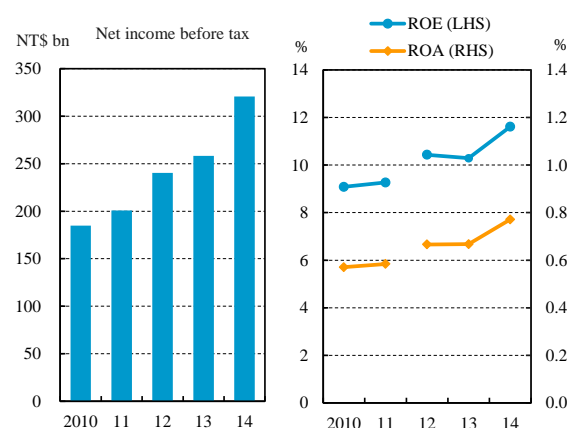 NT$ bn
Net income before tax
350
300
250
200
150
100
50
0
2010 11 12 13 14
ROE (LHS)
ROA (RHS)
% %
14 1.4
12 1.2
10 1.0
8 0.8
6 0.6
4 0.4
2 0.2
0 0.0
2010 11 12 13 14